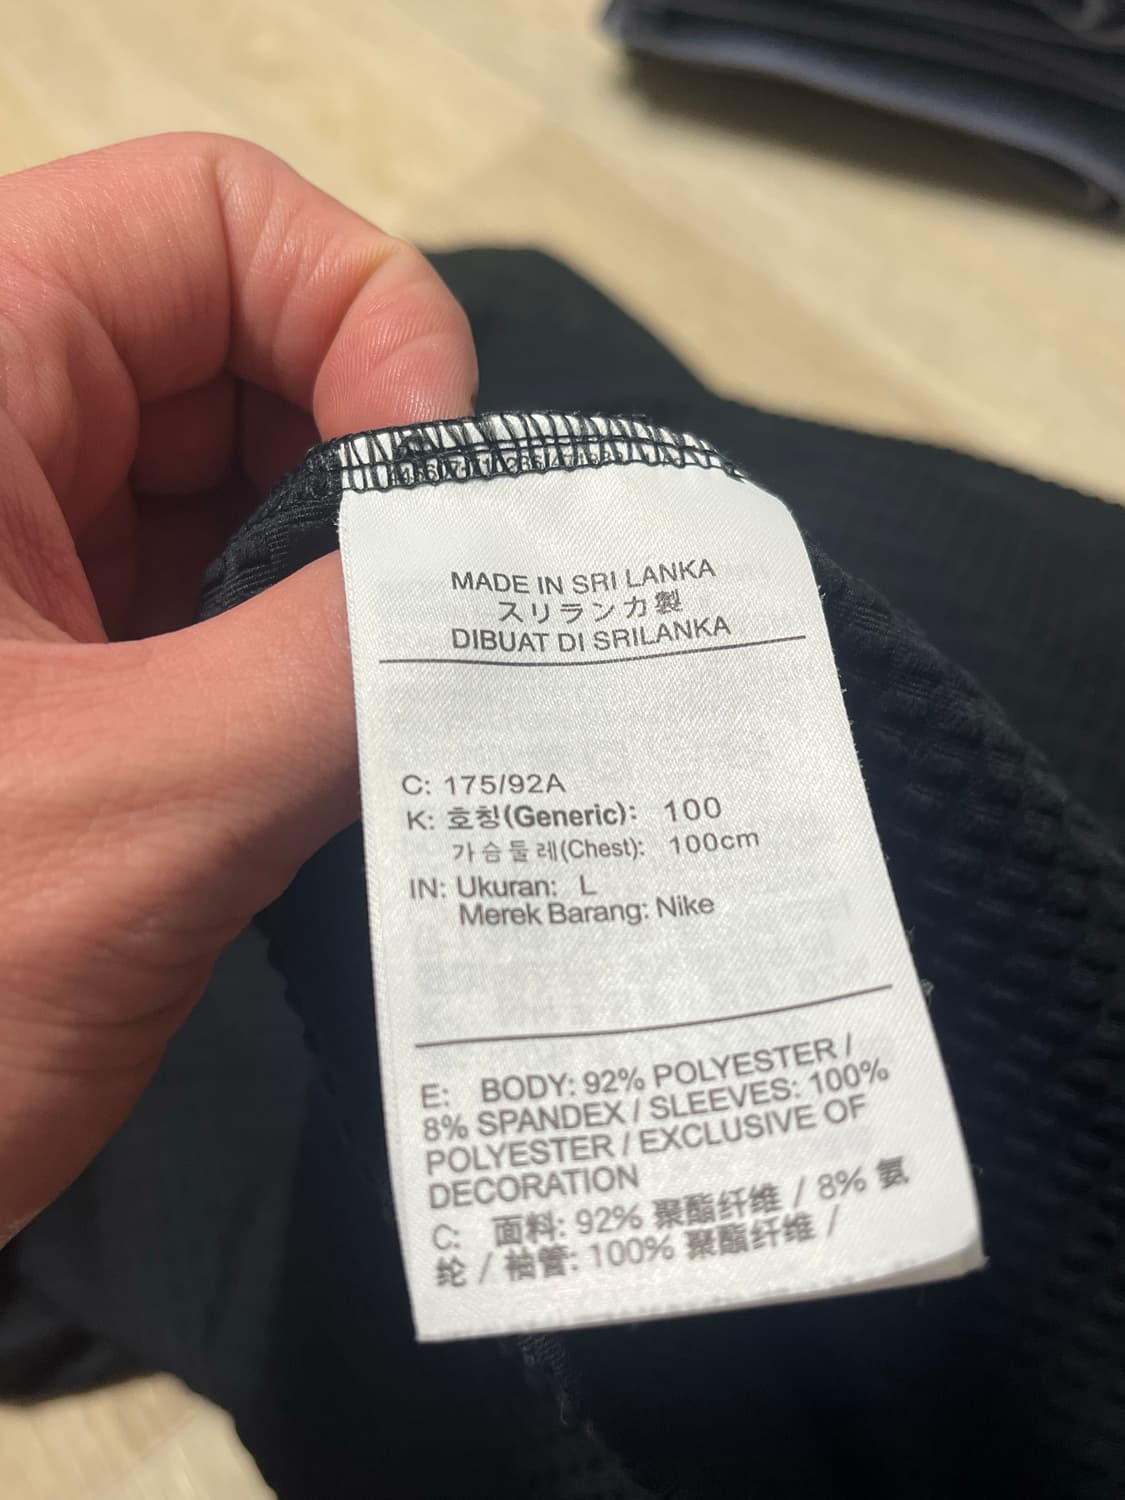 MADE IN SRI LANKA
スリランカ製
DIBUAT DI SRILANKA
C: 175/92A
K: 호칭(Generic): 100
가슴둘레(Chest): 100cm
IN: Ukuran: L
Merek Barang: Nike
E: BODY: 92% POLYESTER /
8% SPANDEX / SLEEVES: 100%
POLYESTER / EXCLUSIVE OF
DECORATION
C: 面料: 92% 聚酯纤维 / 8% 氨
纶 / 袖管: 100% 聚酯纤维 /